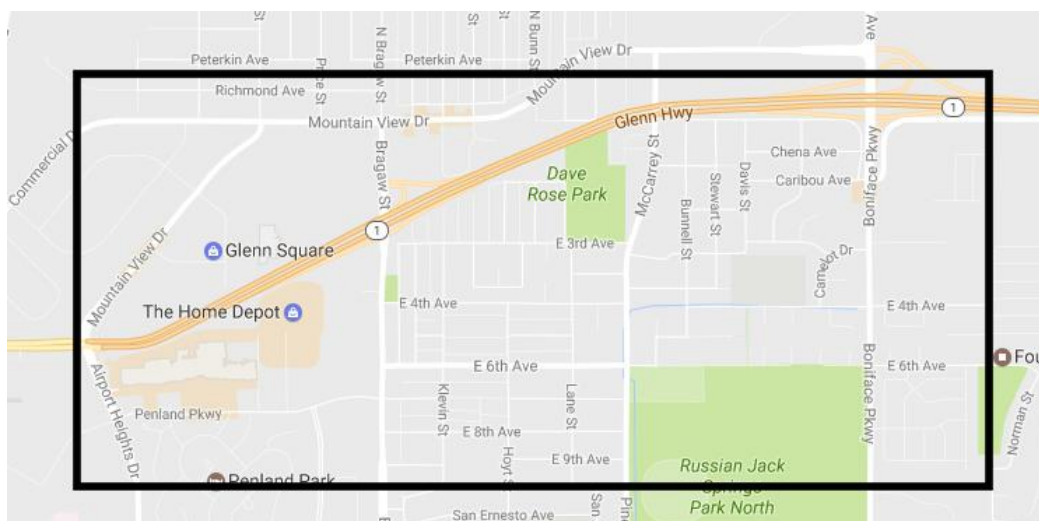 Ave
St
N Bragaw St
N Bunn St
St
Peterkin Ave
Peterkin Ave
Mountain View Dr
Price St
Richmond Ave
Mountain View Dr
Glenn Hwy
1
Commercial D
Bragaw St
Boniface Pkwy
McCarrey St
Chena Ave
Dave
Rose Park
Davis St
Stewart St
Caribou Ave
Bunnell St
1
E 3rd Ave
Glenn Square
Camelot Dr
Mountain View Dr
The Home Depot
E 4th Ave
E 4th Ave
Boniface Pkwy
Fou
E 6th Ave
E 6th Ave
Airport Heights Dr
Klevin St
Lane St
Norman St
Penland Pkwy
E 8th Ave
Hoyt S
E 9th Ave
Russian Jack
Springs
Park North
Penland Park
San
Pine
San Ernesto Ave